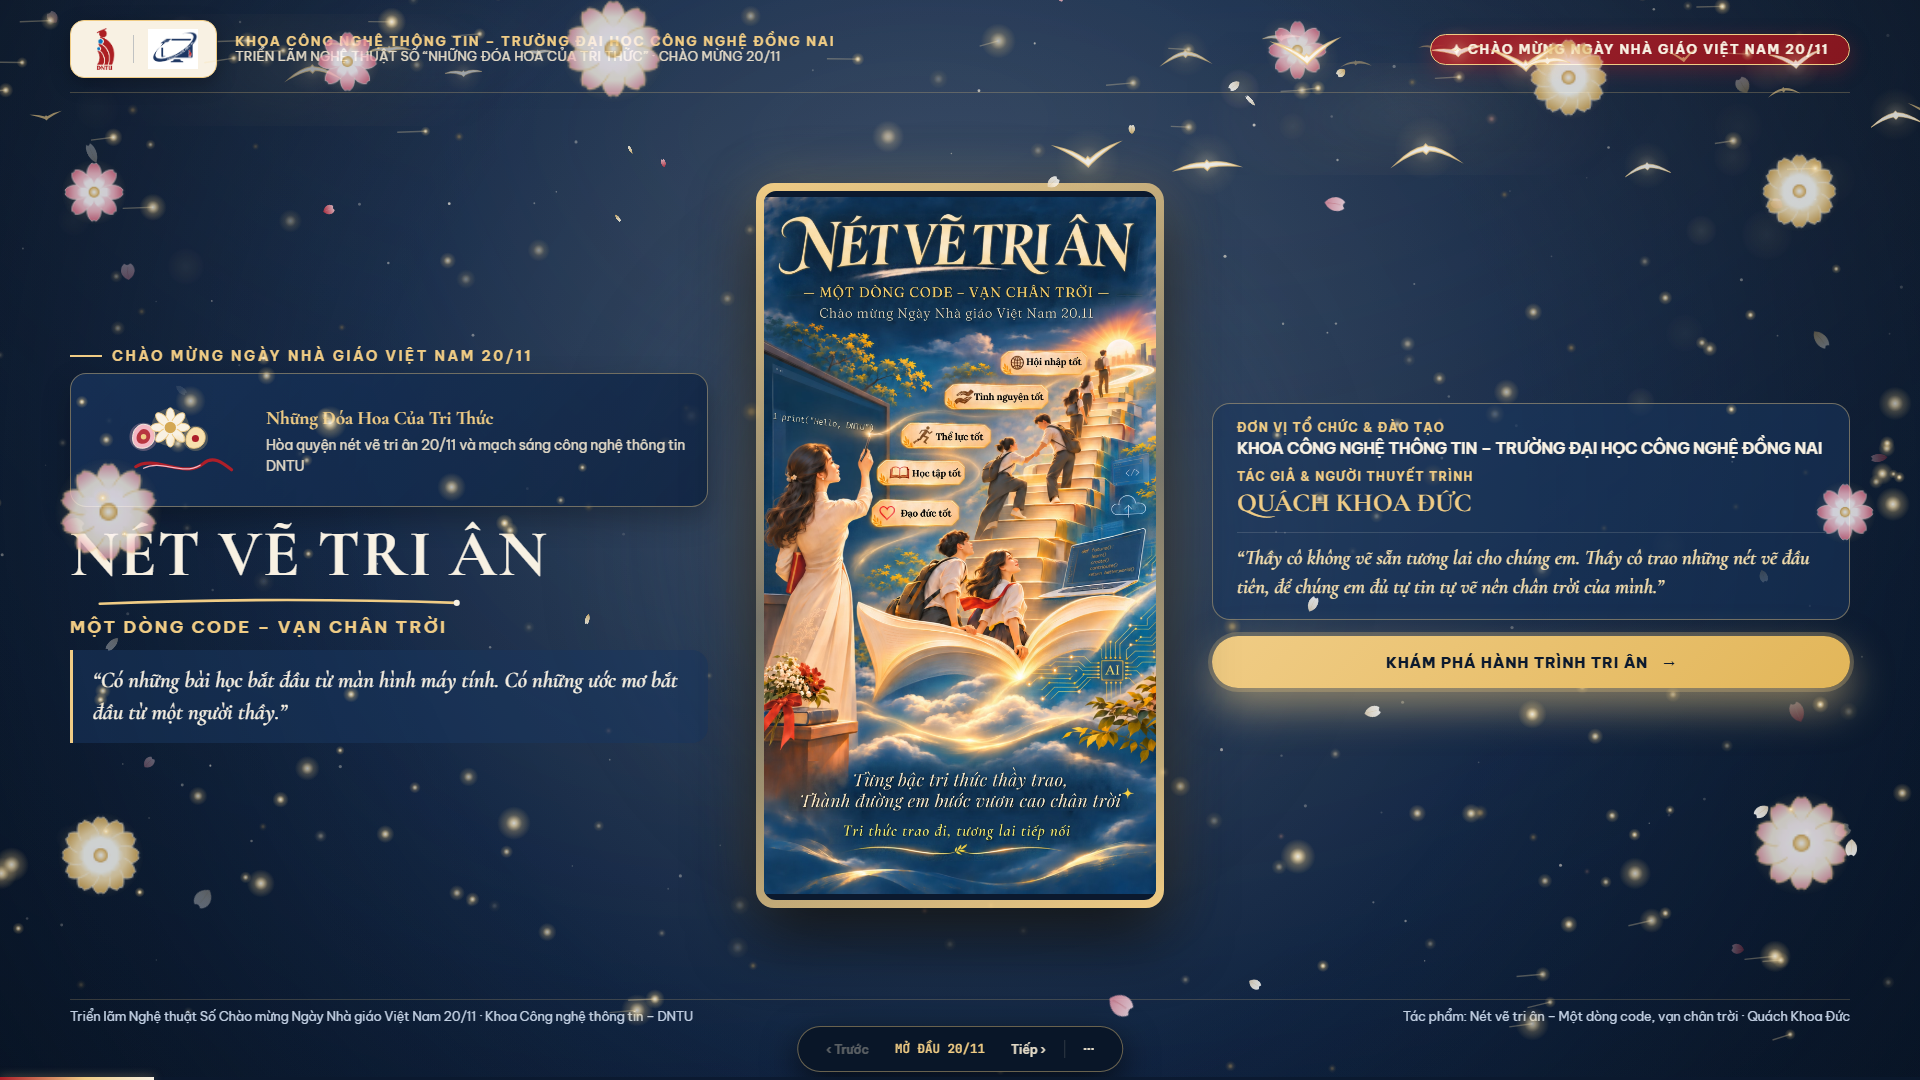 DNTU
KHOA CÔNG NGHỆ THÔNG TIN – TRƯỜNG ĐẠI HỌC CÔNG NGHỆ ĐỒNG NAI
TRIỂN LÃM NGHỆ THUẬT SỐ “NHỮNG ĐÓA HOA CỦA TRI THỨC” · CHÀO MỪNG 20/11
✦ CHÀO MỪNG NGÀY NHÀ GIÁO VIỆT NAM 20/11
CHÀO MỪNG NGÀY NHÀ GIÁO VIỆT NAM 20/11
Những Đóa Hoa Của Tri Thức
Hòa quyện nét vẽ tri ân 20/11 và mạch sáng công nghệ thông tin
DNTU
NÉT VẼ TRI ÂN
MỘT DÒNG CODE – VẠN CHÂN TRỜI
“Có những bài học bắt đầu từ màn hình máy tính. Có những ước mơ bắt
đầu từ một người thầy.”
NÉT VẼ TRI ÂN
— MỘT DÒNG CODE – VẠN CHÂN TRỜI —
Chào mừng Ngày Nhà giáo Việt Nam 20.11
Hội nhập tốt
Tình nguyện tốt
Thể lực tốt
Học tập tốt
Đạo đức tốt
1 print("Hello, DNTU")
</>
AI
Từng bậc tri thức thầy trao,
Thành đường em bước vươn cao chân trời
Tri thức trao đi, tương lai tiếp nối
ĐƠN VỊ TỔ CHỨC & ĐÀO TẠO
KHOA CÔNG NGHỆ THÔNG TIN – TRƯỜNG ĐẠI HỌC CÔNG NGHỆ ĐỒNG NAI
TÁC GIẢ & NGƯỜI THUYẾT TRÌNH
QUÁCH KHOA ĐỨC
“Thầy cô không vẽ sẵn tương lai cho chúng em. Thầy cô trao những nét vẽ đầu
tiên, để chúng em đủ tự tin tự vẽ nên chân trời của mình.”
KHÁM PHÁ HÀNH TRÌNH TRI ÂN →
Triển lãm Nghệ thuật Số Chào mừng Ngày Nhà giáo Việt Nam 20/11 · Khoa Công nghệ thông tin – DNTU
Tác phẩm: Nét vẽ tri ân – Một dòng code, vạn chân trời · Quách Khoa Đức
‹ Trước
MỞ ĐẦU 20/11
Tiếp ›